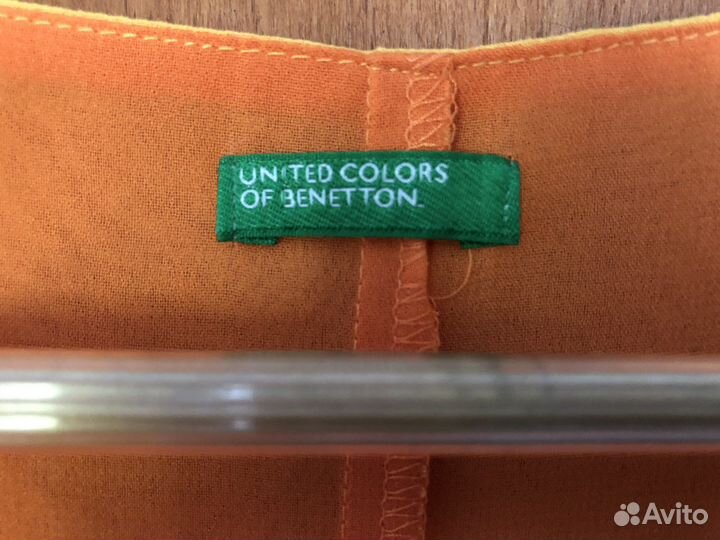 UNITED COLORS
OF BENETTON.
Avito